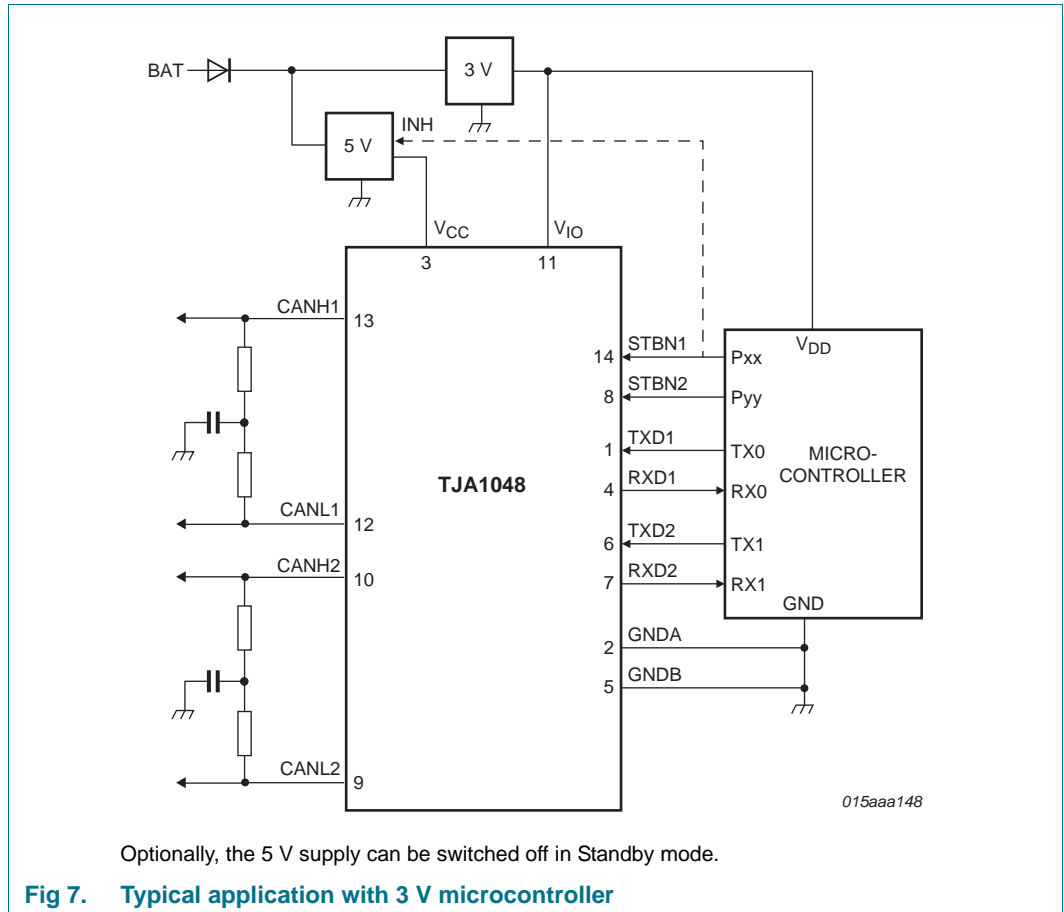 BAT
3 V
INH
5 V
VCC
VIO
3
11
CANH1
13
VDD
14
STBN1
Pxx
8
STBN2
Pyy
1
TXD1
TX0
MICRO-
CONTROLLER
TJA1048
4
RXD1
RX0
CANL1
12
6
TXD2
TX1
CANH2
10
7
RXD2
RX1
GND
2
GNDA
5
GNDB
CANL2
9
015aaa148
Optionally, the 5 V supply can be switched off in Standby mode.
Fig 7. Typical application with 3 V microcontroller